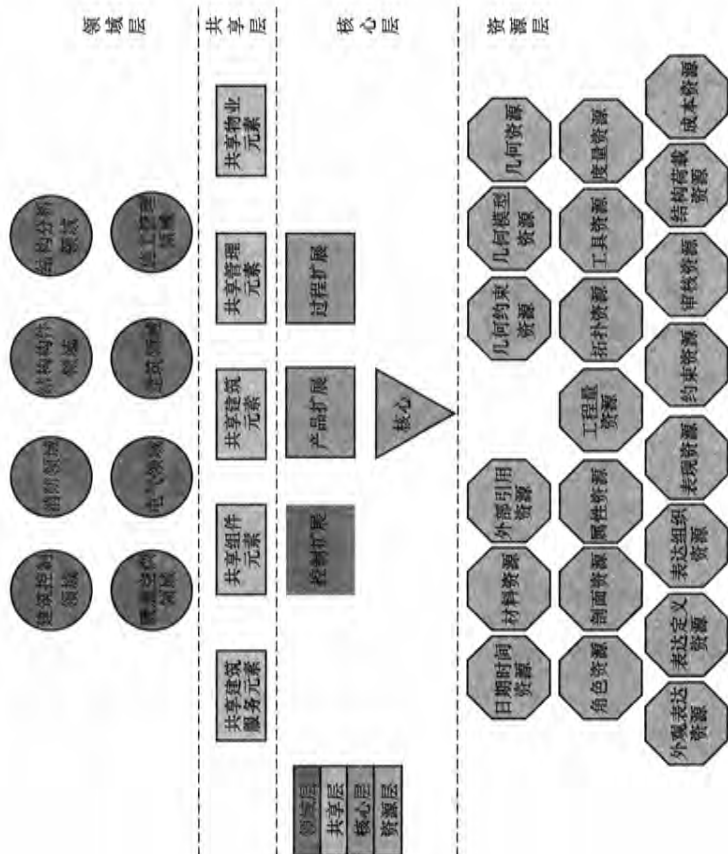 领域层
建筑控制
领域
消防领域
结构构件
领域
结构分析
领域
暖通空调
领域
电气领域
建筑领域
施工管理
领域
共享层
共享建筑
服务元素
共享组件
元素
共享建筑
元素
共享管理
元素
共享物业
元素
核心层
控制扩展
产品扩展
过程扩展
核心
领域层
共享层
核心层
资源层
资源层
日期时间
资源
材料资源
外部引用
资源
几何约束
资源
几何模型
资源
几何资源
角色资源
剖面资源
属性资源
工程量
资源
拓扑资源
工具资源
度量资源
外观表达
资源
表达定义
资源
表达组织
资源
表现资源
约束资源
审核资源
结构荷载
资源
成本资源